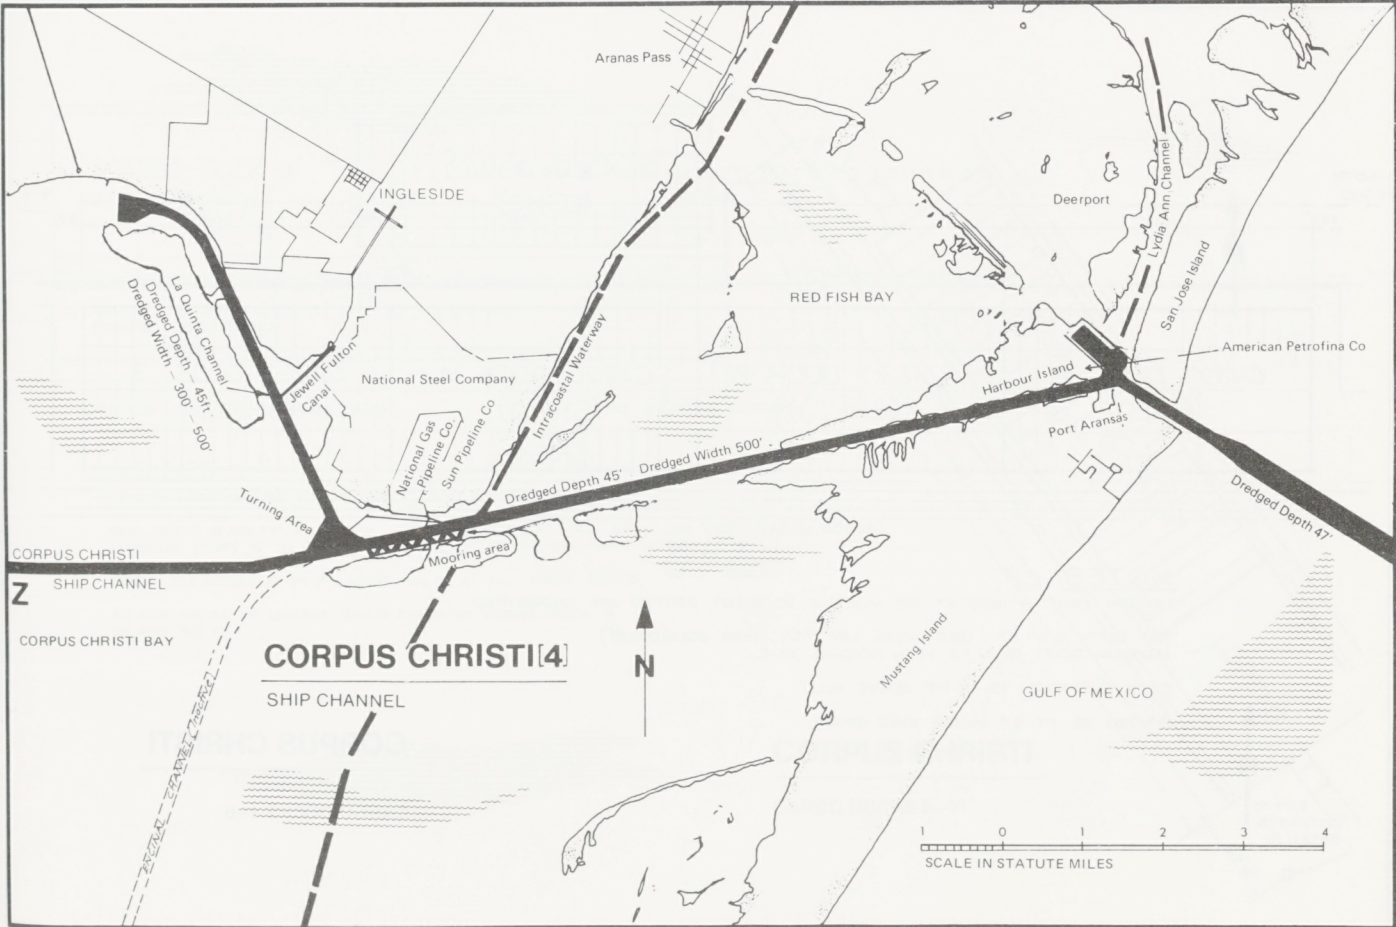 Aranas Pass
INGLESIDE
Deerport
Lydia Ann Channel
San Jose Island
RED FISH BAY
La Quinta Channel
Dredged Depth – 45ft
Dredged Width – 300' – 500'
Jewell Fulton
Canal
National Steel Company
Intracoastal Waterway
American Petrofina Co
Harbour Island
Port Aransas
National Gas
Pipeline Co.
Sun Pipeline Co
Dredged Depth 45' Dredged Width 500'
Dredged Depth 47'
Turning Area
Mooring area
CORPUS CHRISTI
SHIP CHANNEL
Z
CORPUS CHRISTI BAY
CORPUS CHRISTI[4]
SHIP CHANNEL
N
Mustang Island
GULF OF MEXICO
ENCINAL CHANNEL
1 0 1 2 3 4
SCALE IN STATUTE MILES